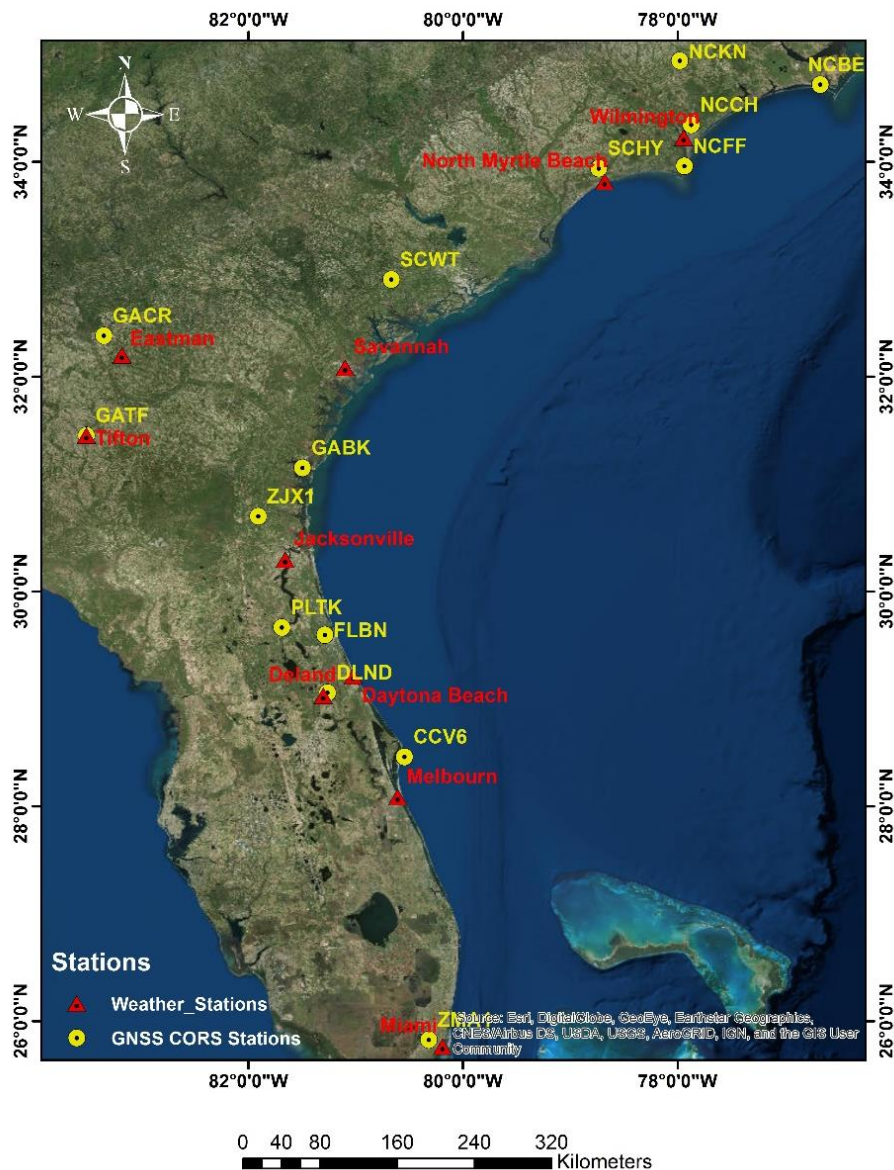 82°0'0"W 80°0'0"W 78°0'0"W
N
W E
S
NCKN
NCBE
NCCH
Wilmington
34°0'0"N 34°0'0"N
SCHY NCFF
North Myrtle Beach
SCWT
GACR
Eastman
Savannah
32°0'0"N 32°0'0"N
GATF
Tifton
GABK
ZJX1
Jacksonville
30°0'0"N 30°0'0"N
PLTK
FLBN
DLND
Deland
Daytona Beach
CCV6
Melbourn
28°0'0"N 28°0'0"N
Stations
Weather_Stations
GNSS CORS Stations
Miami
26°0'0"N 26°0'0"N
Source: Esri, DigitalGlobe, GeoEye, Earthstar Geographics,
CNES/Airbus DS, USDA, USGS, AeroGRID, IGN, and the GIS User
Community
82°0'0"W 80°0'0"W 78°0'0"W
0 40 80 160 240 320
Kilometers